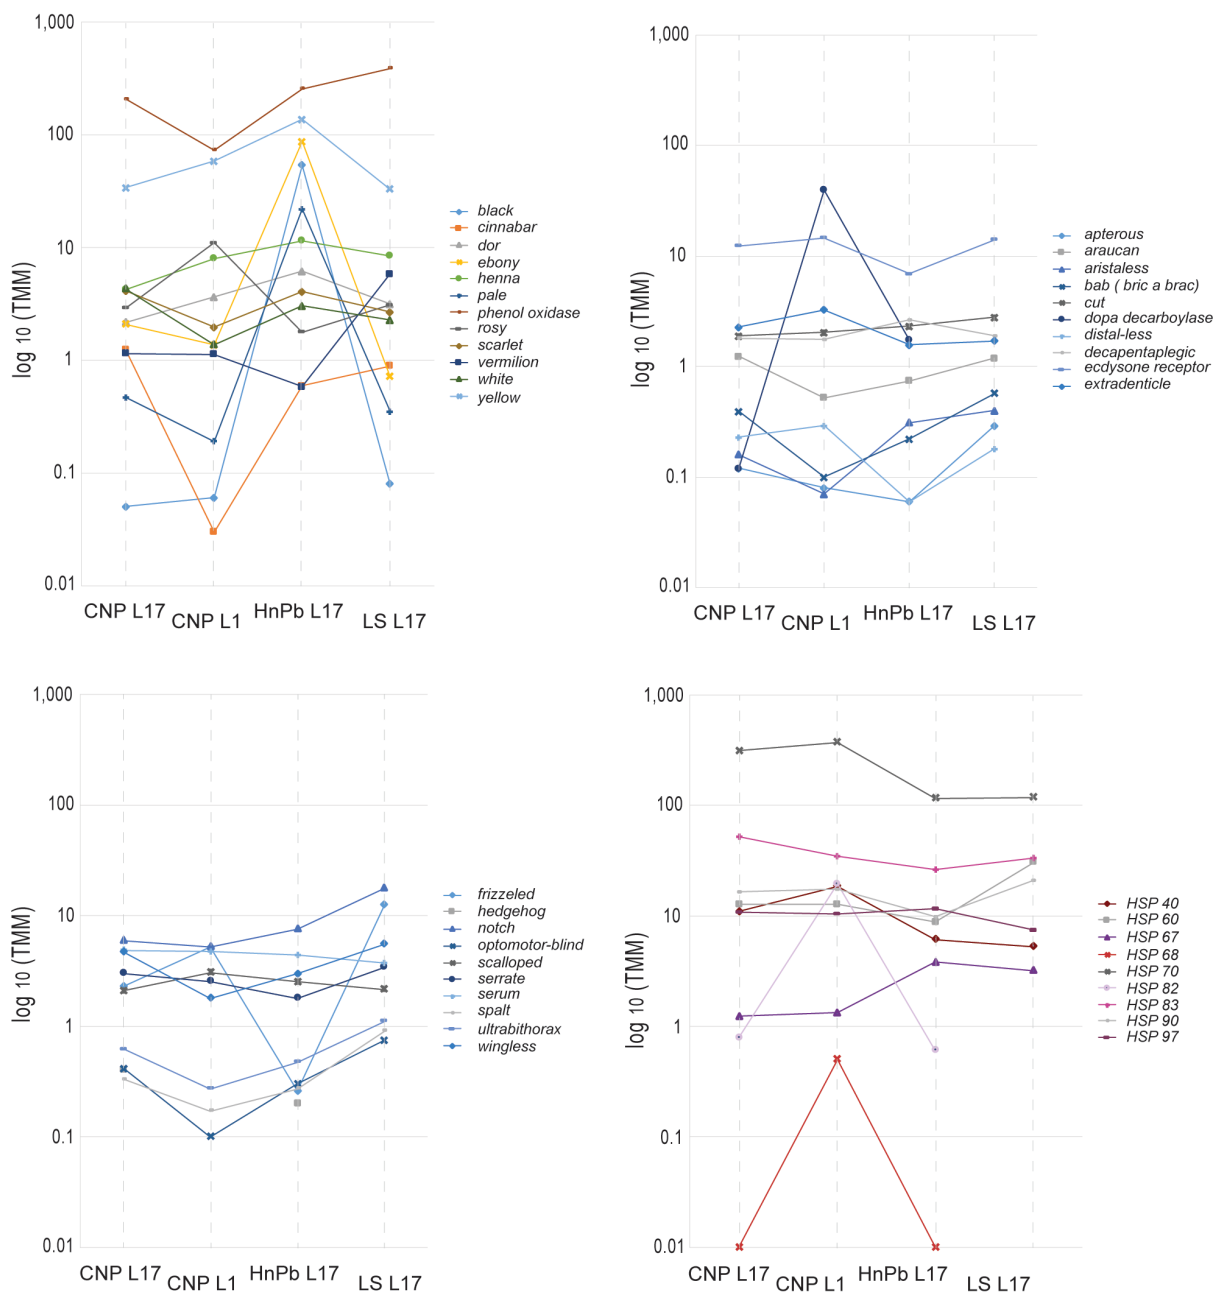 1,000
100
10
1
0.1
0.01
log 10 (TMM)
CNP L17
CNP L1
HnPb L17
LS L17
black
cinnabar
dor
ebony
henna
pale
phenol oxidase
rosy
scarlet
vermilion
white
yellow
1,000
100
10
1
0.1
0.01
log 10 (TMM)
CNP L17
CNP L1
HnPb L17
LS L17
apterous
araucan
aristaless
bab ( bric a brac)
cut
dopa decarboylase
distal-less
decapentaplegic
ecdysone receptor
extradenticle
1,000
100
10
1
0.1
0.01
log 10 (TMM)
CNP L17
CNP L1
HnPb L17
LS L17
frizzeled
hedgehog
notch
optomotor-blind
scalloped
serrate
serum
spalt
ultrabithorax
wingless
1,000
100
10
1
0.1
0.01
log 10 (TMM)
CNP L17
CNP L1
HnPb L17
LS L17
HSP 40
HSP 60
HSP 67
HSP 68
HSP 70
HSP 82
HSP 83
HSP 90
HSP 97